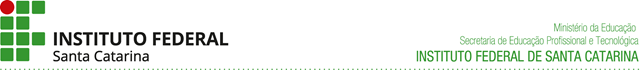 INSTITUTO FEDERAL
Santa Catarina
Ministério da Educação
Secretaria de Educação Profissional e Tecnológica
INSTITUTO FEDERAL DE SANTA CATARINA